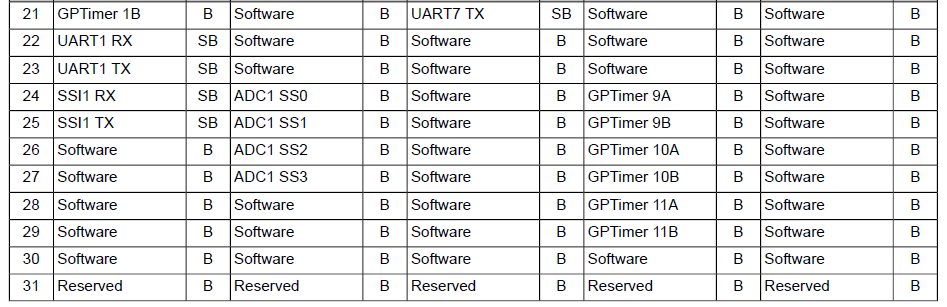 21 GPTimer 1B B Software B UART7 TX SB Software B Software B
22 UART1 RX SB Software B Software B Software B Software B
23 UART1 TX SB Software B Software B Software B Software B
24 SSI1 RX SB ADC1 SS0 B Software B GPTimer 9A B Software B
25 SSI1 TX SB ADC1 SS1 B Software B GPTimer 9B B Software B
26 Software B ADC1 SS2 B Software B GPTimer 10A B Software B
27 Software B ADC1 SS3 B Software B GPTimer 10B B Software B
28 Software B Software B Software B GPTimer 11A B Software B
29 Software B Software B Software B GPTimer 11B B Software B
30 Software B Software B Software B Software B Software B
31 Reserved B Reserved B Reserved B Reserved B Reserved B